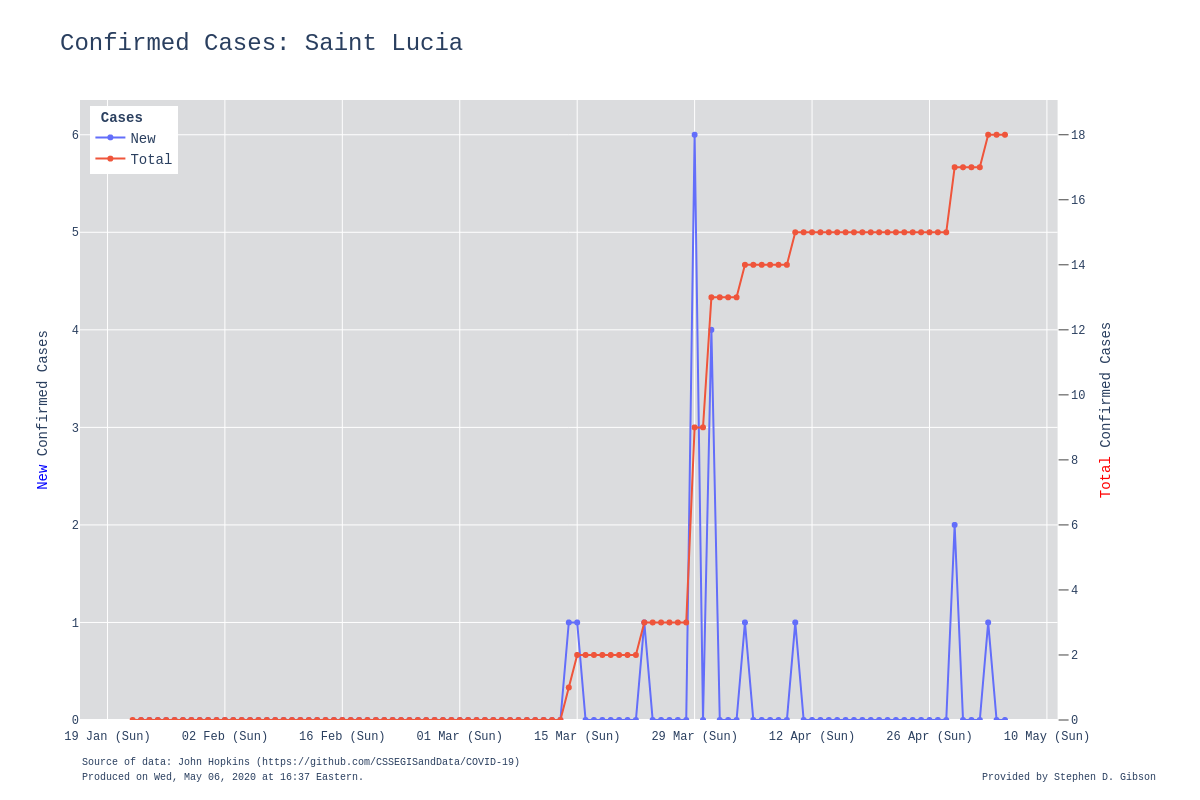 Confirmed Cases: Saint Lucia
Cases
New
Total
6
5
4
3
2
1
0
18
16
14
12
10
8
6
4
2
0
New Confirmed Cases
Total Confirmed Cases
19 Jan (Sun) 02 Feb (Sun) 16 Feb (Sun) 01 Mar (Sun) 15 Mar (Sun) 29 Mar (Sun) 12 Apr (Sun) 26 Apr (Sun) 10 May (Sun)
Source of data: John Hopkins (https://github.com/CSSEGISandData/COVID-19)
Produced on Wed, May 06, 2020 at 16:37 Eastern.
Provided by Stephen D. Gibson